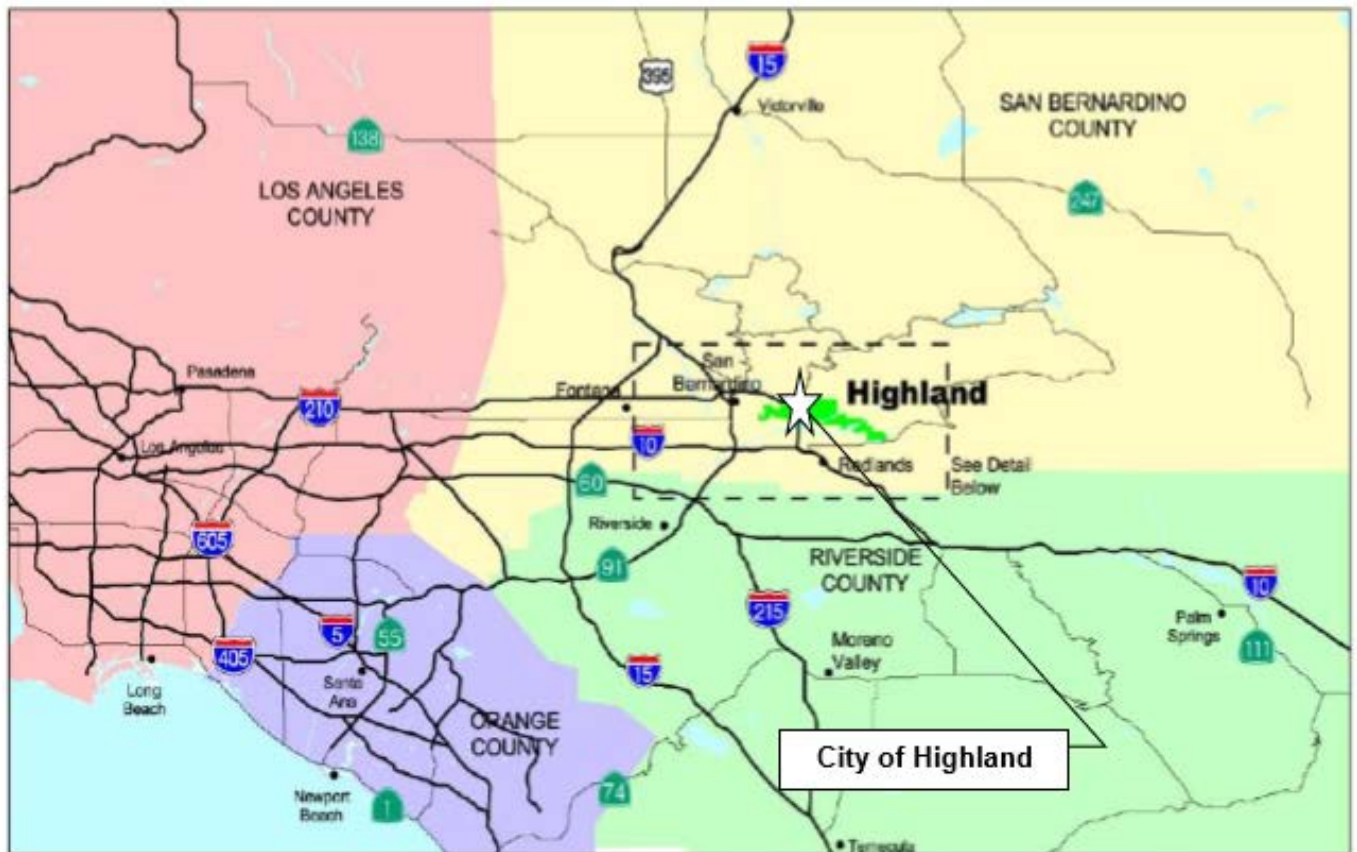 15
395
Victorville
SAN BERNARDINO
COUNTY
138
LOS ANGELES
COUNTY
247
Pasadena
San
Bernardino
210
Fontana
Highland
10
Los Angeles
Redlands
See Detail
Below
60
Riverside
605
91
RIVERSIDE
COUNTY
10
215
5
55
Palm
Springs
111
405
Moreno
Valley
15
Santa
Ana
Long
Beach
ORANGE
COUNTY
City of Highland
74
Newport
Beach
1
Temecula